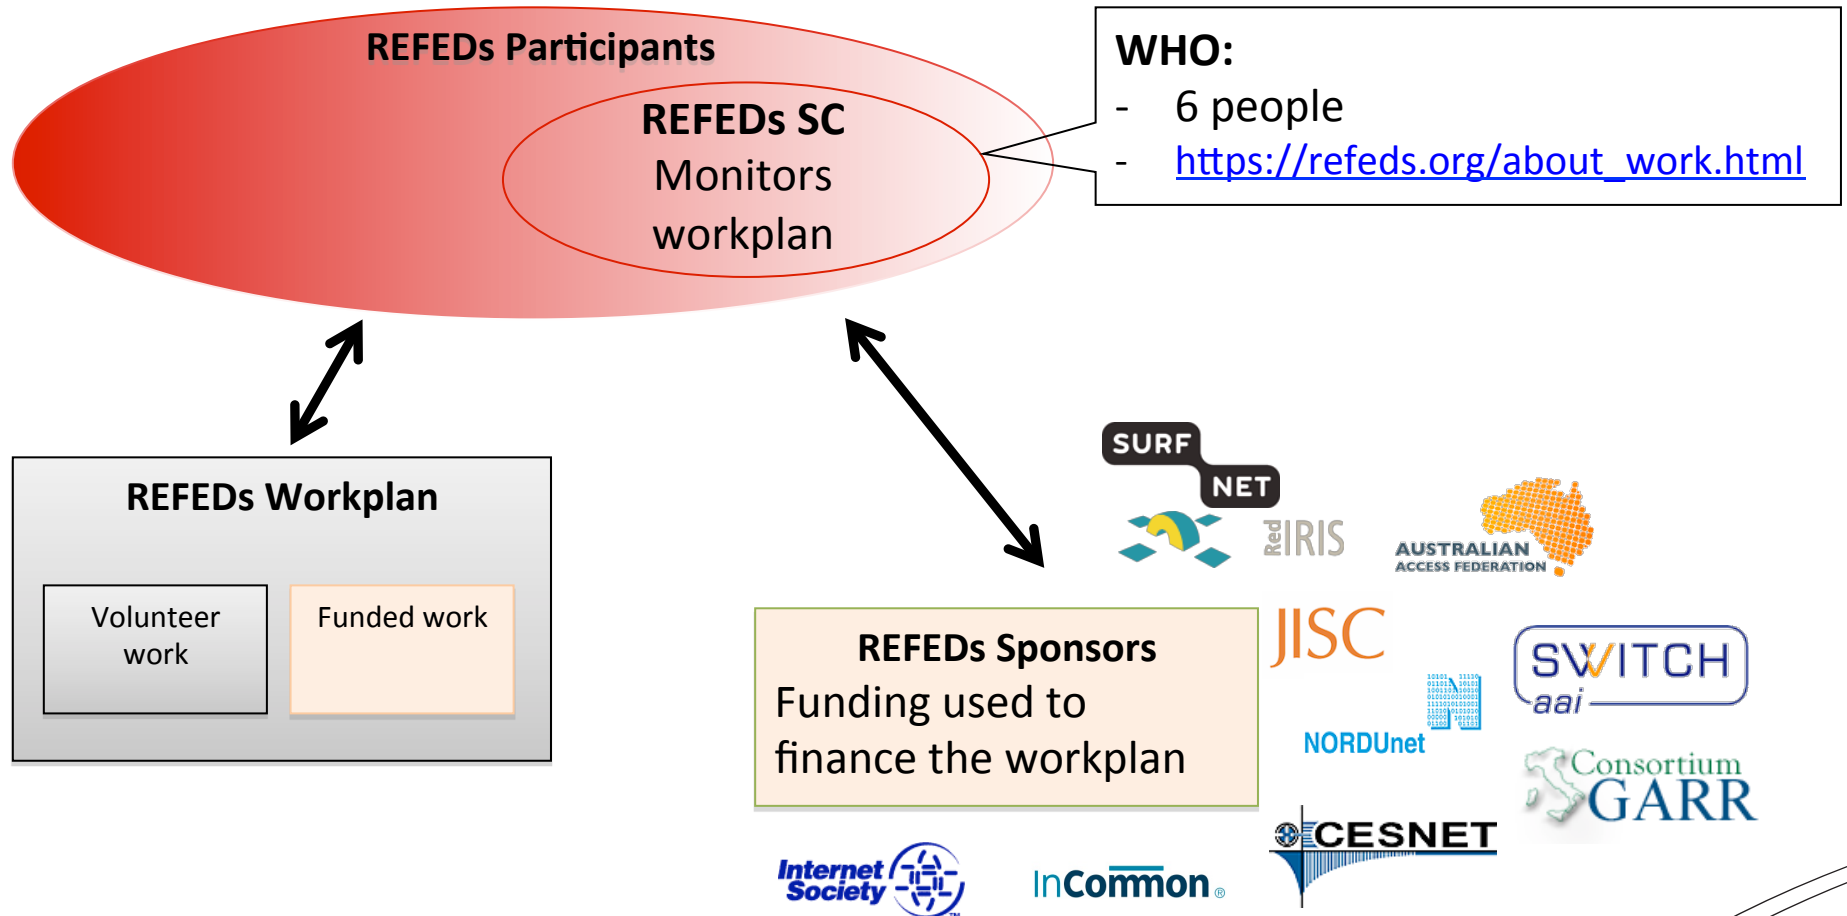 REFEDs Participants
REFEDs SC
Monitors
workplan
WHO:
- 6 people
- https://refeds.org/about_work.html
REFEDs Workplan
Volunteer
work
Funded work
REFEDs Sponsors
Funding used to
finance the workplan
SURF
NET
RedIRIS
AUSTRALIAN
ACCESS FEDERATION
JISC
SWITCH
aai
NORDUnet
Consortium
GARR
CESNET
Internet
Society
TM
InCommon®